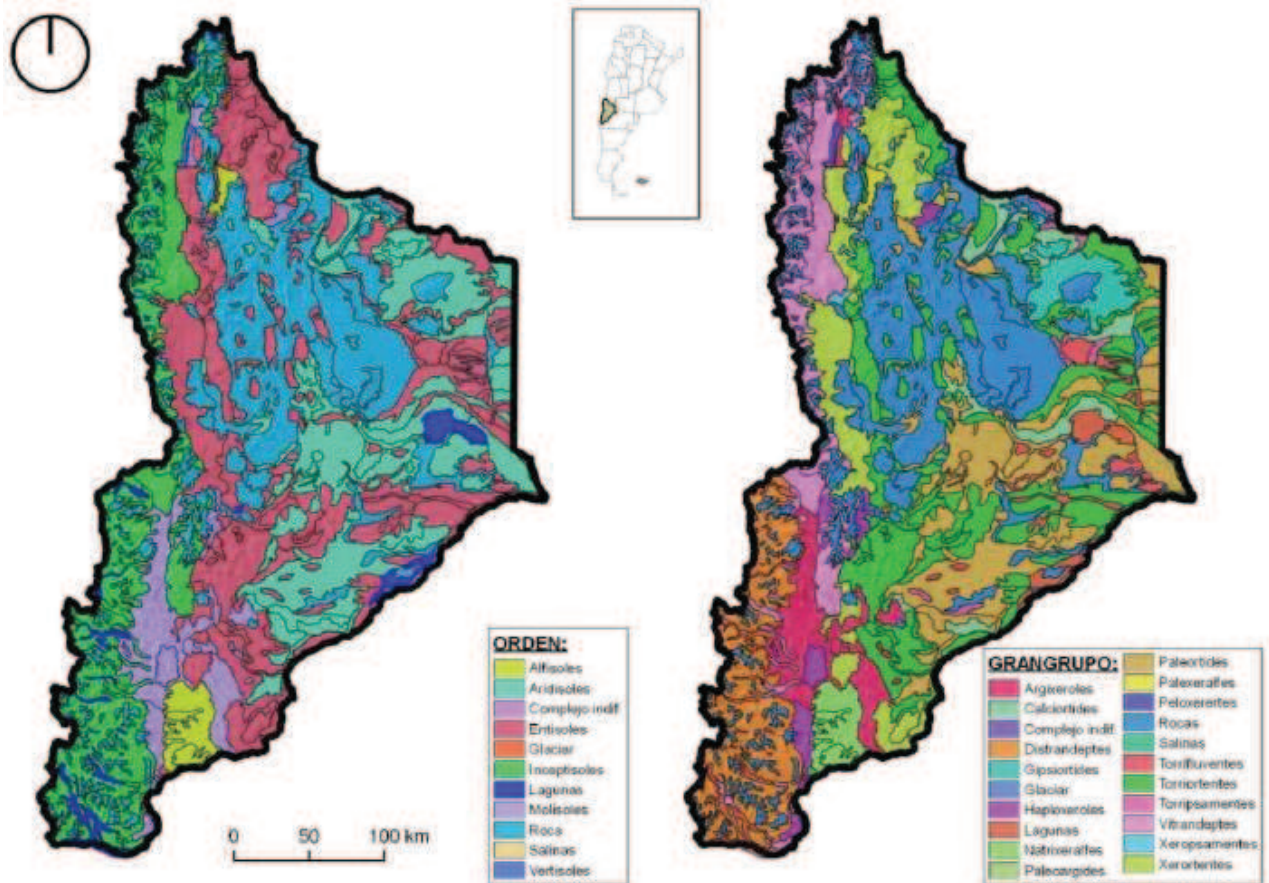 0 50 100 km
ORDEN:
Alfisoles
Aridisoles
Complejo indif.
Entisoles
Glaciar
Inceptisoles
Lagunas
Molisoles
Roca
Salinas
Vertisoles
GRANGRUPO:
Argixeroles
Calciortides
Complejo indif.
Distrandeptes
Gipsiortides
Glaciar
Haploxeroles
Lagunas
Natrixeralfes
Paleoargides
Paleortides
Palexeralfes
Peloxerertes
Rocas
Salinas
Torrifluventes
Torriortentes
Torripsamentes
Vitrandeptes
Xeropsamentes
Xerortentes